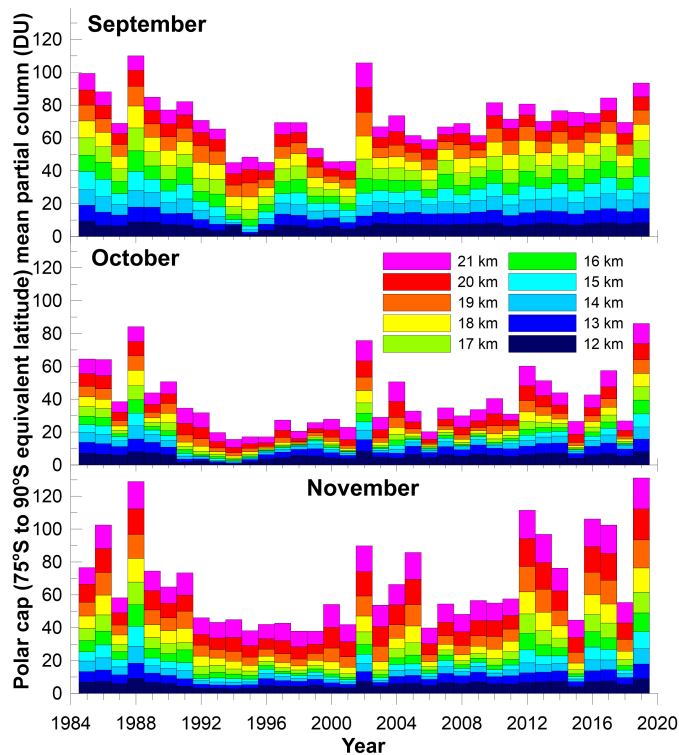 Polar cap (75°S to 90°S equivalent latitude) mean partial column (DU)
September
120
100
80
60
40
20
0
October
120
100
80
60
40
20
0
21 km
20 km
19 km
18 km
17 km
16 km
15 km
14 km
13 km
12 km
November
120
100
80
60
40
20
0
1984 1988 1992 1996 2000 2004 2008 2012 2016 2020
Year